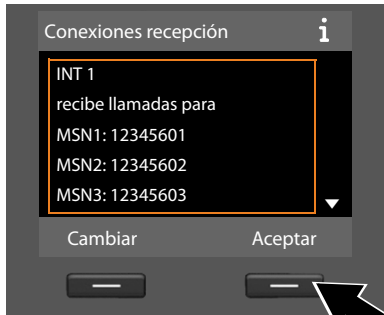 Conexiones recepción i
INT 1
recibe llamadas para
MSN1: 12345601
MSN2: 12345602
MSN3: 12345603
Cambiar Aceptar